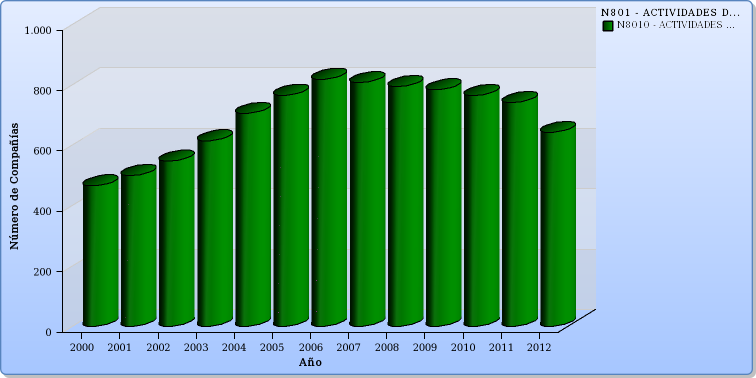 N801 - ACTIVIDADES D...
N8010 - ACTIVIDADES ...
1.000
800
600
400
200
0
Número de Compañías
2000 2001 2002 2003 2004 2005 2006 2007 2008 2009 2010 2011 2012
Año